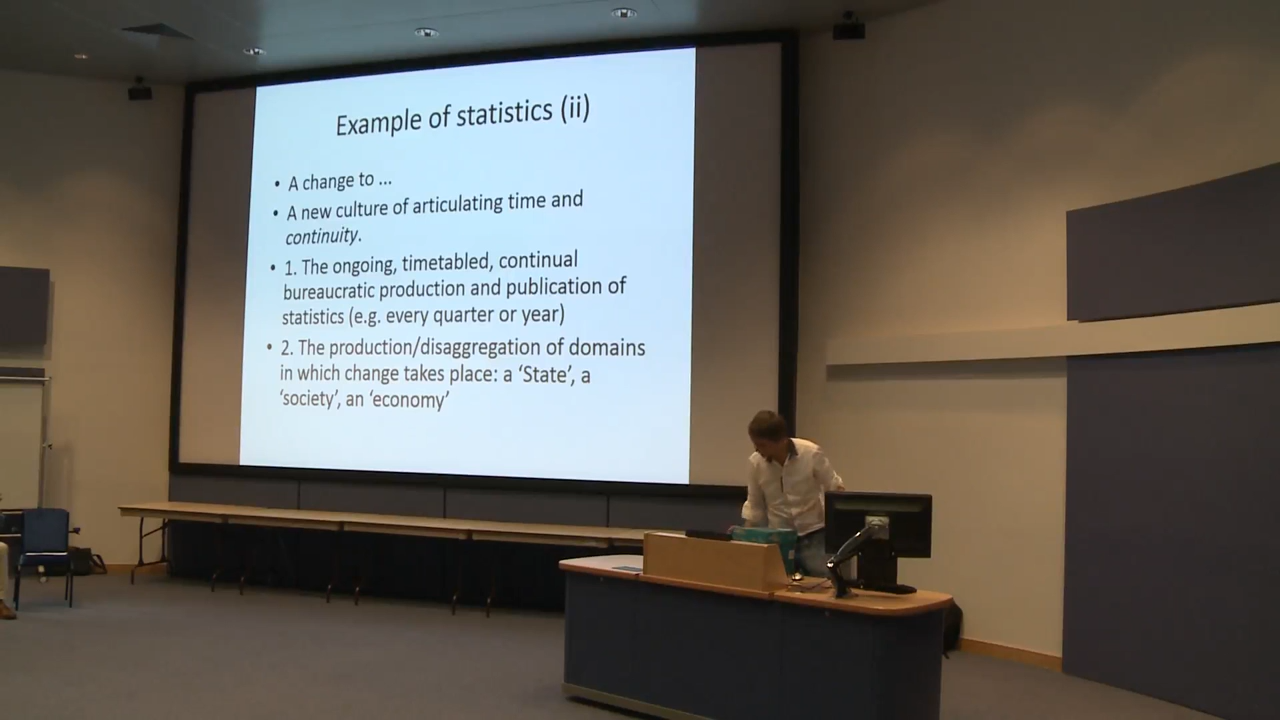 Example of statistics (ii)
• A change to ...
• A new culture of articulating time and
continuity.
• 1. The ongoing, timetabled, continual
bureaucratic production and publication of
statistics (e.g. every quarter or year)
• 2. The production/disaggregation of domains
in which change takes place: a ‘State’, a
‘society’, an ‘economy’